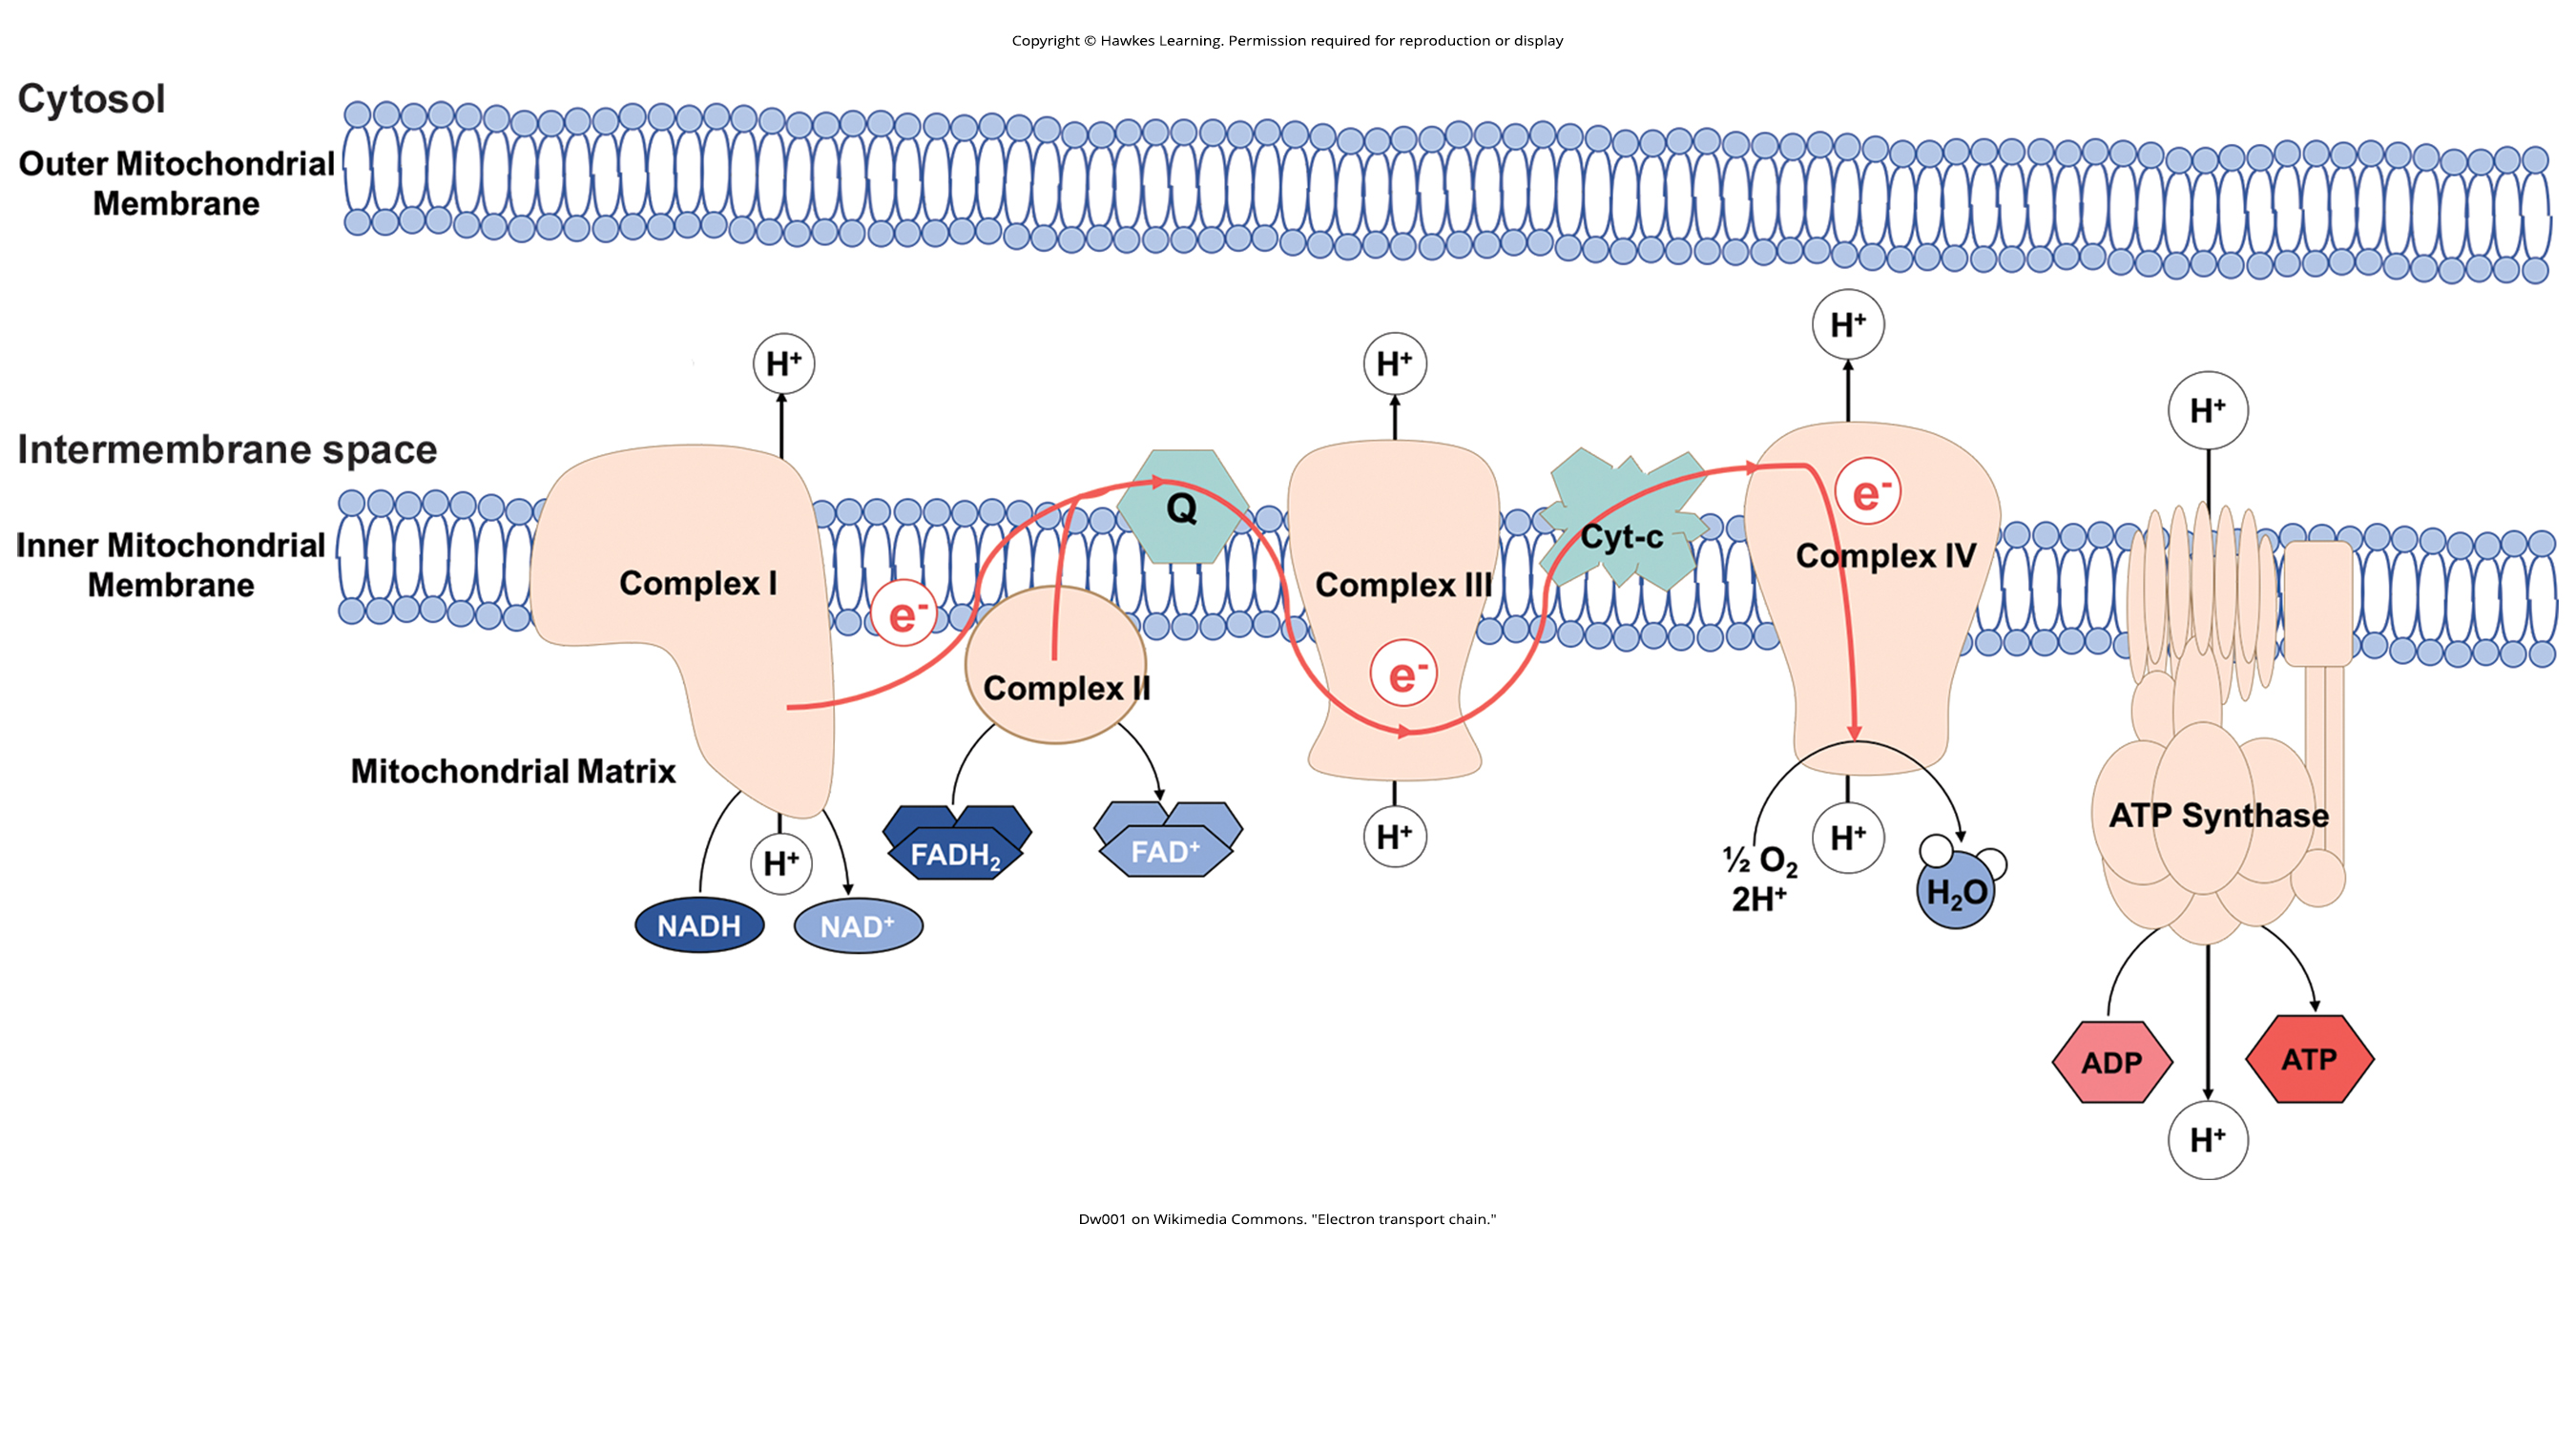 Copyright © Hawkes Learning. Permission required for reproduction or display
Cytosol
Outer Mitochondrial
Membrane
H⁺
H⁺
H⁺
H⁺
Intermembrane space
Inner Mitochondrial
Membrane
Complex I
e⁻
Complex II
Q
Complex III
e⁻
Cyt-c
e⁻
Complex IV
Mitochondrial Matrix
NADH
H⁺
NAD⁺
FADH₂
FAD⁺
H⁺
½ O₂
2H⁺
H⁺
H₂O
ATP Synthase
ADP
ATP
H⁺
Dw001 on Wikimedia Commons. "Electron transport chain."